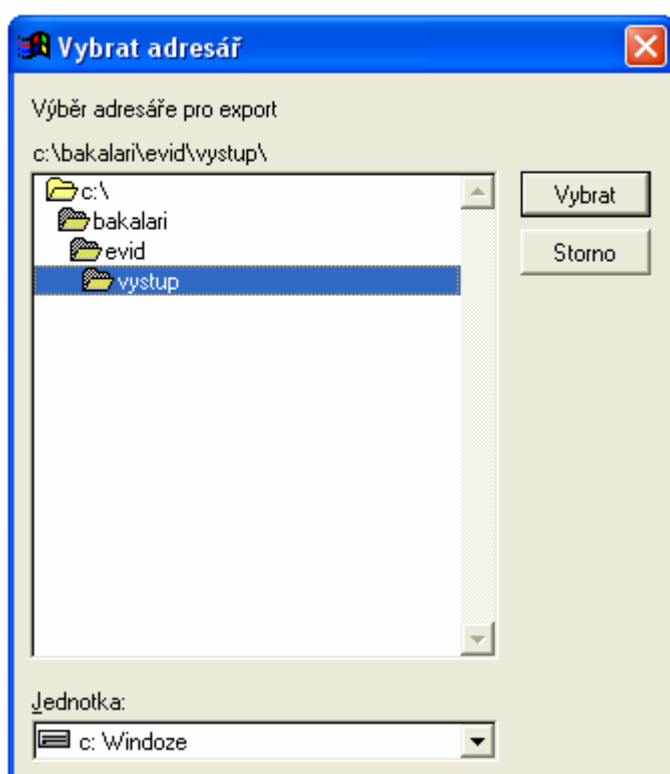 Vybrat adresář
Výběr adresáře pro export
c:\bakalari\evid\vystup\
c:\
bakalari
evid
vystup
Vybrat
Storno
Jednotka:
c: Windoze